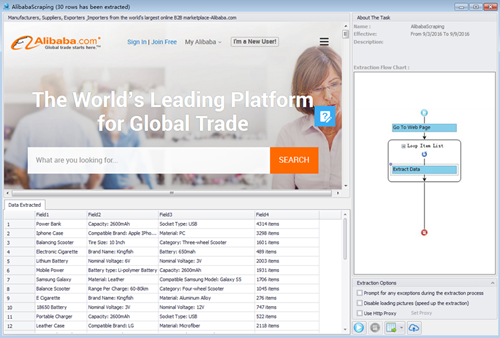 AlibabaScraping (30 rows has been extracted)
Manufacturers, Suppliers, Exporters ,Importers from the world's largest online B2B marketplace-Alibaba.com
Alibaba.com
Global trade starts here.™
Sign In | Join Free
My Alibaba
I'm a New User!
The World's Leading Platform
for Global Trade
What are you looking for...
SEARCH
Data Extracted
Field1 Field2 Field3 Field4
1 Power Bank Capacity: 2600mAh Socket Type: USB 4314 items
2 Iphone Case Compatible Brand: Apple IPho... Material: PC 3298 items
3 Balancing Scooter Tire Size: 10 Inch Category: Three-wheel Scooter 1601 items
4 Electronic Cigarette Brand Name: Kingfish Battery: 650mah 489 items
5 Lithium Battery Nominal Voltage: 6V Nominal Voltage: 3V 2003 items
6 Mobile Power Battery type: Li-polymer Battery Capacity: 2600mAh 1931 items
7 Samsung Galaxy Material: Leather Compatible Samsung Model: Galaxy S5 1706 items
8 Balance Scooter Range Per Charge: 60-80km Category: Four-wheel Scooter 1045 items
9 E Cigarette Brand Name: Kingfish Material: Aluminum Alloy 276 items
10 18650 Battery Nominal Voltage: 3V Nominal Voltage: 12V 747 items
11 Portable Charger Capacity: 2600mAh Socket Type: USB 522 items
12 Leather Case Compatible Brand: LG Material: Microfiber 2118 items
About The Task
Name : AlibabaScraping
Effective: From 9/2/2016 To 9/9/2016
Description:
Extraction Flow Chart :
Go To Web Page
Loop Item List
Extract Data
Extraction Options
Prompt for any exceptions during the extraction process
Disable loading pictures (speed up the extraction)
Use Http Proxy Set Proxy